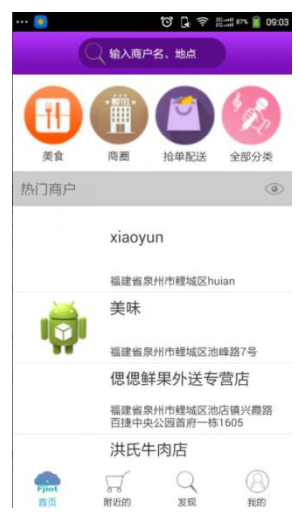 87% 09:03
输入商户名、地点
HOTEL
美食 商圈 抢单配送 全部分类
热门商户
xiaoyun
福建省泉州市鲤城区huian
美味
福建省泉州市鲤城区池峰路7号
偲偲鲜果外送专营店
福建省泉州市鲤城区池店镇兴霞路
百捷中央公园首府一栋1605
洪氏牛肉店
Fjiot
首页 附近的 发现 我的